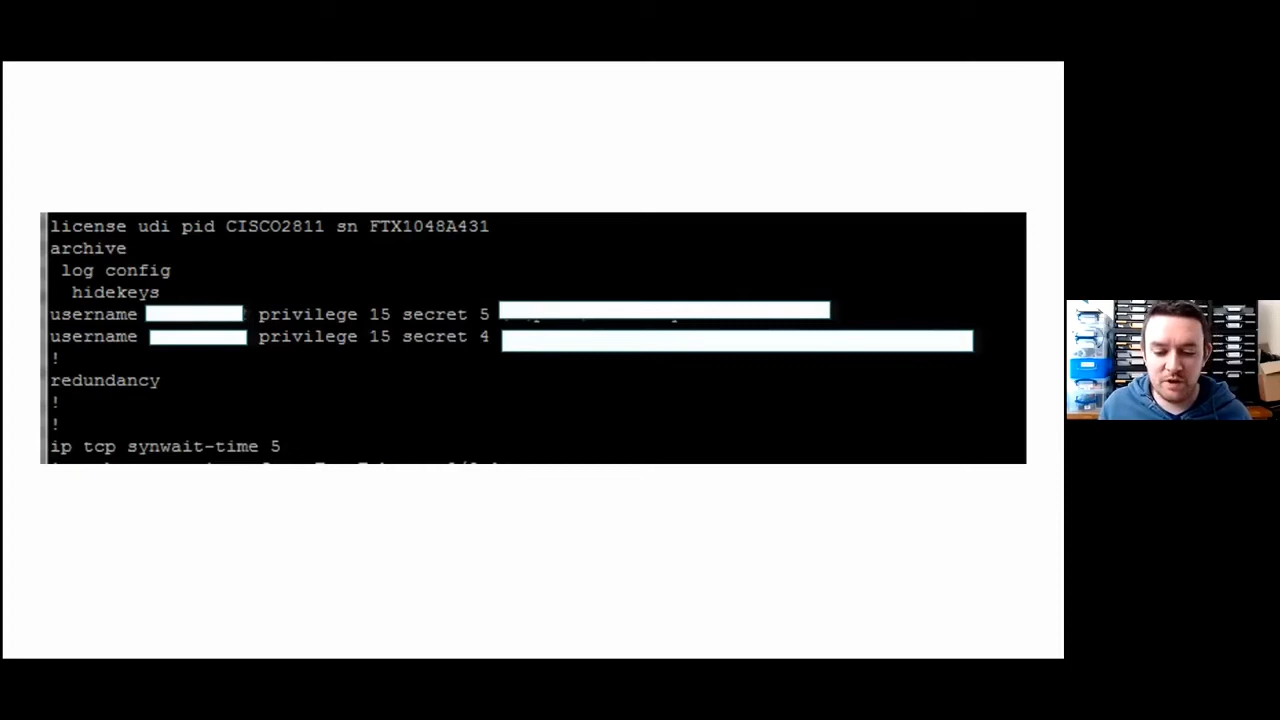 license udi pid CISCO2811 sn FTX1048A431
archive
log config
hidekeys
username privilege 15 secret 5
username privilege 15 secret 4
!
redundancy
!
!
ip tcp synwait-time 5